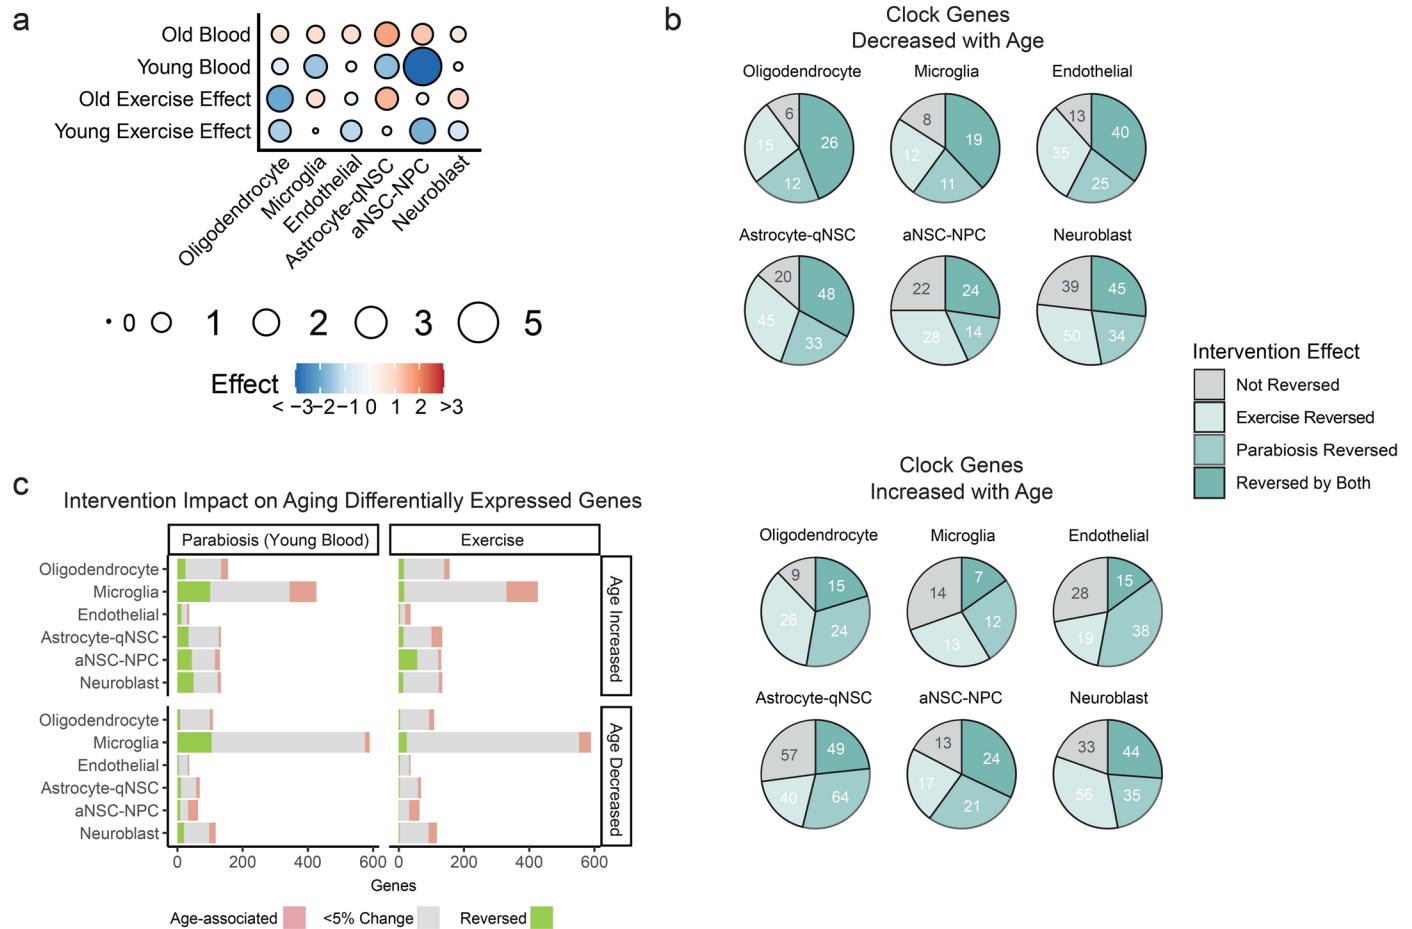 a
Old Blood
Young Blood
Old Exercise Effect
Young Exercise Effect
Oligodendrocyte
Microglia
Endothelial
Astrocyte-qNSC
aNSC-NPC
Neuroblast
0 1 2 3 5
Effect
< −3 −2 −1 0 1 2 >3
b
Clock Genes
Decreased with Age
Oligodendrocyte Microglia Endothelial
6 26 12 15
8 19 11 12
13 40 25 35
Astrocyte-qNSC aNSC-NPC Neuroblast
20 48 33 45
22 24 14 28
39 45 34 50
Intervention Effect
Not Reversed
Exercise Reversed
Parabiosis Reversed
Reversed by Both
Clock Genes
Increased with Age
Oligodendrocyte Microglia Endothelial
9 15 24 26
14 7 12 13
28 15 38 19
Astrocyte-qNSC aNSC-NPC Neuroblast
57 49 64 40
13 24 21 17
33 44 35 56
c
Intervention Impact on Aging Differentially Expressed Genes
Parabiosis (Young Blood) Exercise
Oligodendrocyte
Microglia
Endothelial
Astrocyte-qNSC
aNSC-NPC
Neuroblast
Age Increased
Oligodendrocyte
Microglia
Endothelial
Astrocyte-qNSC
aNSC-NPC
Neuroblast
Age Decreased
0 200 400 600 0 200 400 600
Genes
Age-associated <5% Change Reversed